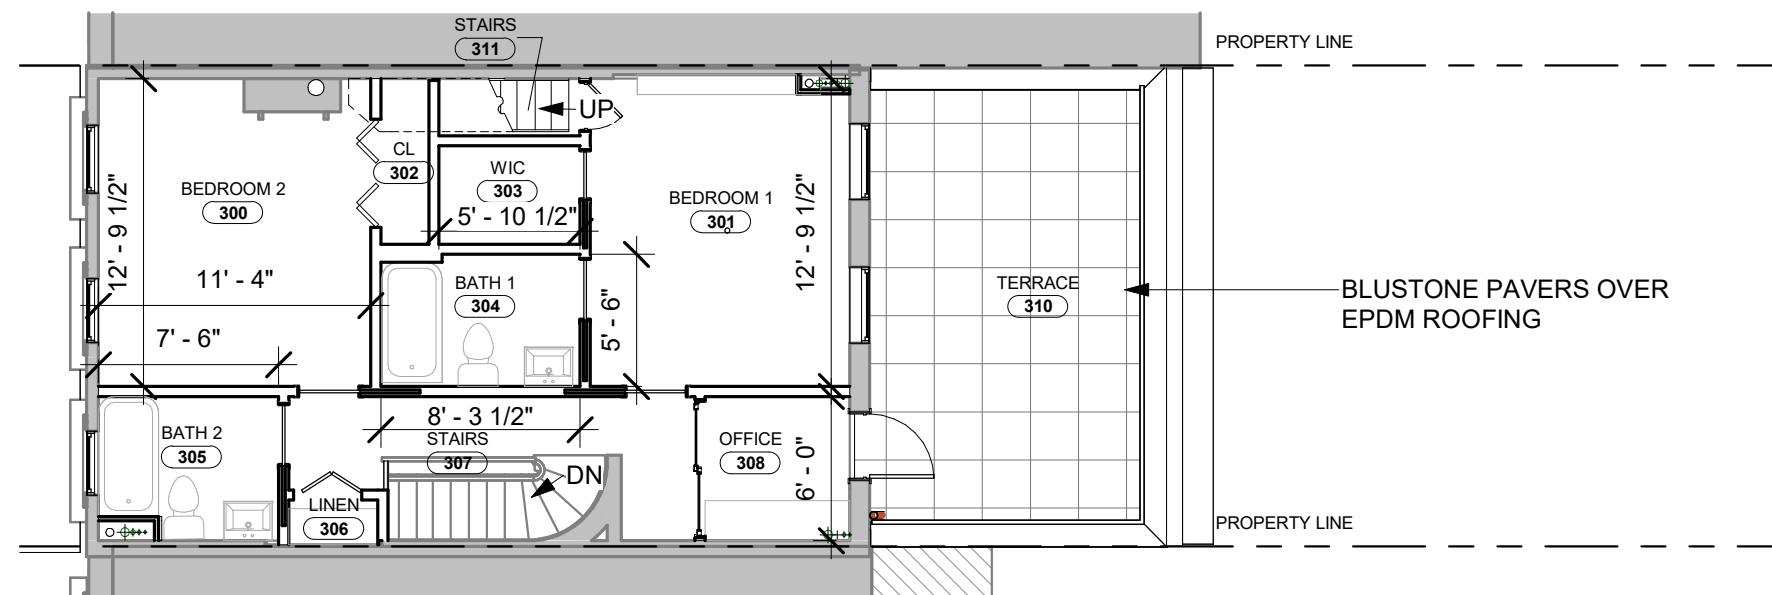 STAIRS
311
PROPERTY LINE
UP
CL
302
WIC
303
5' - 10 1/2"
BEDROOM 2
300
12' - 9 1/2"
BEDROOM 1
301
12' - 9 1/2"
11' - 4"
7' - 6"
BATH 1
304
5' - 6"
TERRACE
310
BLUSTONE PAVERS OVER
EPDM ROOFING
8' - 3 1/2"
STAIRS
307
BATH 2
305
OFFICE
308
6' - 0"
DN
LINEN
306
PROPERTY LINE